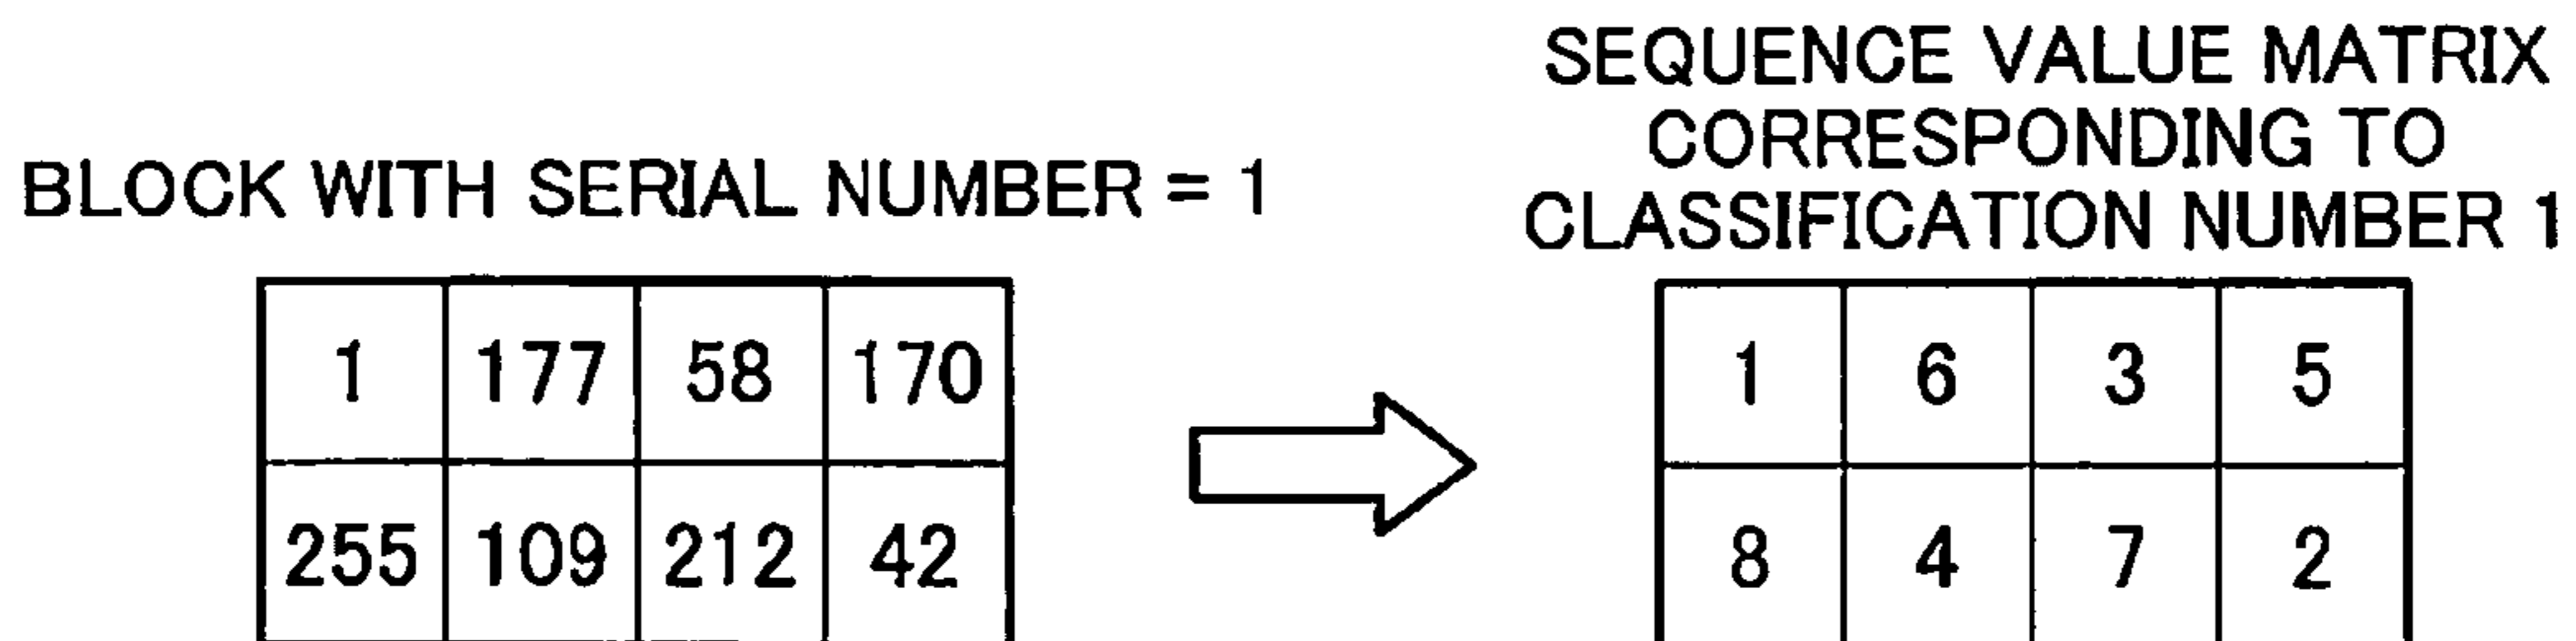 BLOCK WITH SERIAL NUMBER = 1
1 177 58 170
255 109 212 42
SEQUENCE VALUE MATRIX
CORRESPONDING TO
CLASSIFICATION NUMBER 1
1 6 3 5
8 4 7 2